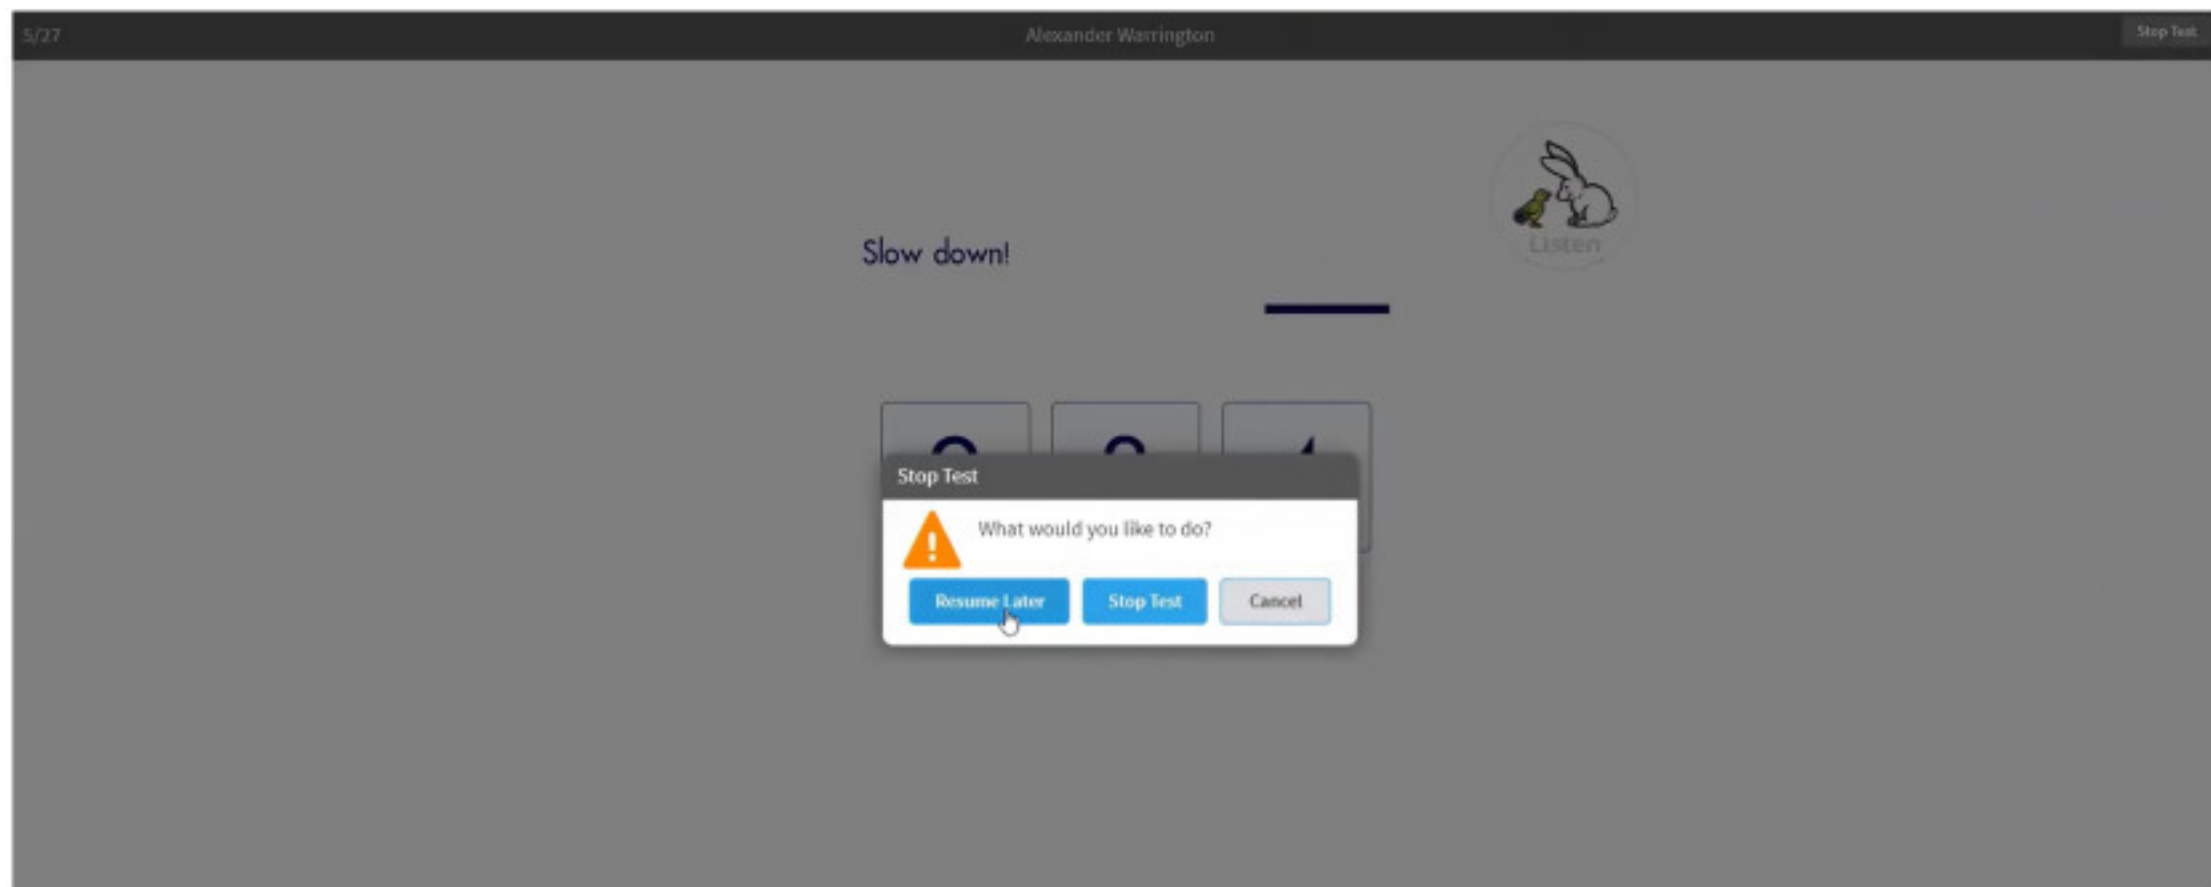 5/27
Alexander Warrington
Stop Test
Listen
Slow down!
Stop Test
What would you like to do?
Resume Later
Stop Test
Cancel